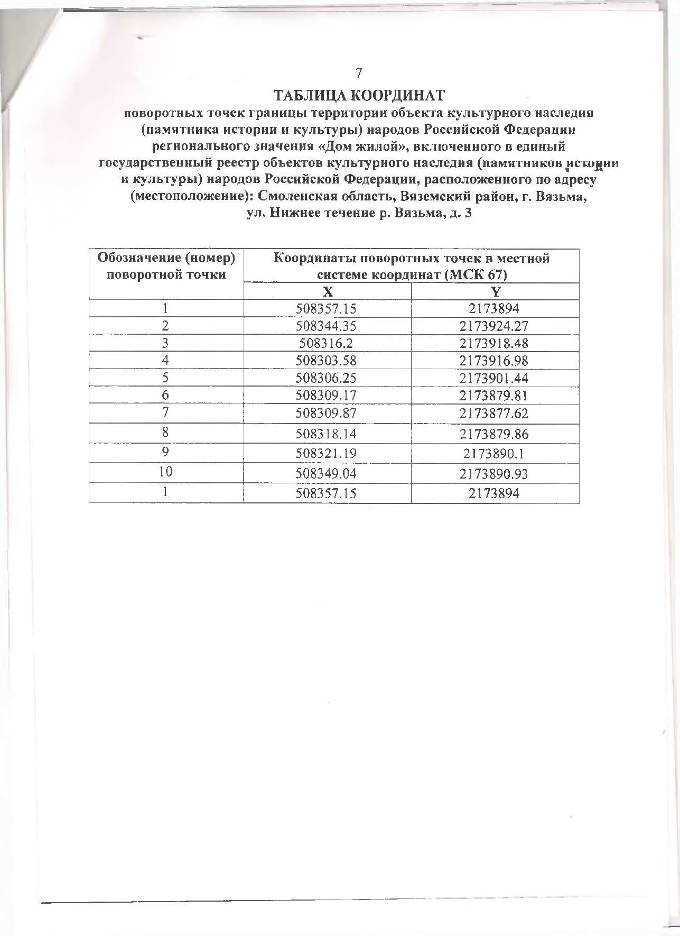 7
ТАБЛИЦА КООРДИНАТ
поворотных точек границы территории объекта культурного наследия
(памятника истории и культуры) народов Российской Федерации
регионального значения «Дом жилой», включенного в единый
государственный реестр объектов культурного наследия (памятников истории
и культуры) народов Российской Федерации, расположенного по адресу
(местоположение): Смоленская область, Вяземский район, г. Вязьма,
ул. Нижнее течение р. Вязьма, д. 3
Обозначение (номер) Координаты поворотных точек в местной
поворотной точки системе координат (МСК 67)
X Y
1 508357.15 2173894
2 508344.35 2173924.27
3 508316.2 2173918.48
4 508303.58 2173916.98
5 508306.25 2173901.44
6 508309.17 2173879.81
7 508309.87 2173877.62
8 508318.14 2173879.86
9 508321.19 2173890.1
10 508349.04 2173890.93
1 508357.15 2173894